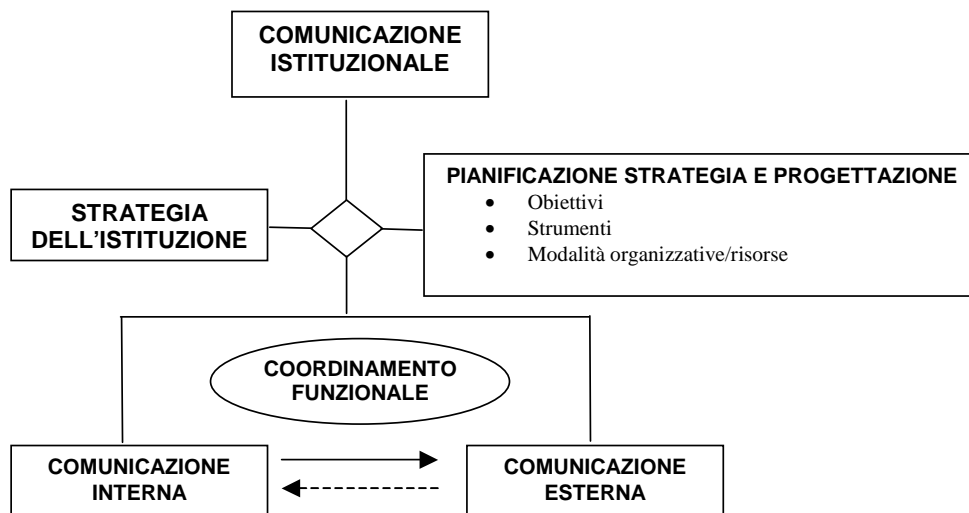 COMUNICAZIONE
ISTITUZIONALE
STRATEGIA
DELL'ISTITUZIONE
PIANIFICAZIONE STRATEGIA E PROGETTAZIONE
• Obiettivi
• Strumenti
• Modalità organizzative/risorse
COORDINAMENTO
FUNZIONALE
COMUNICAZIONE
INTERNA
COMUNICAZIONE
ESTERNA